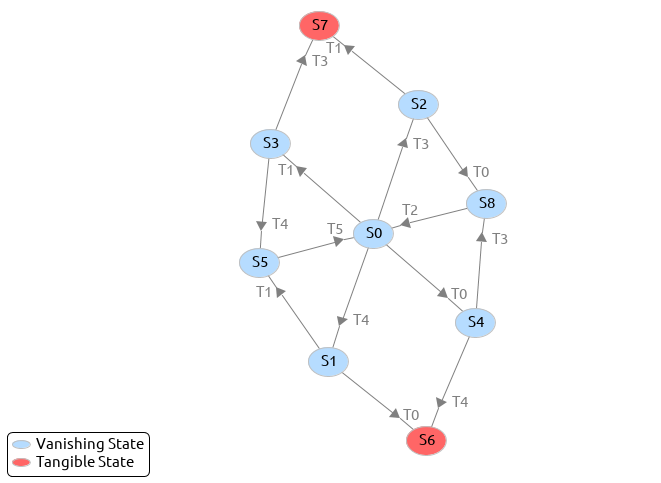 S7
T1
T3
S2
S3
T3
T1
T0
S8
T2
T4
T5
S0
T3
S5
T1
T0
T4
S4
S1
T4
T0
S6
Vanishing State
Tangible State